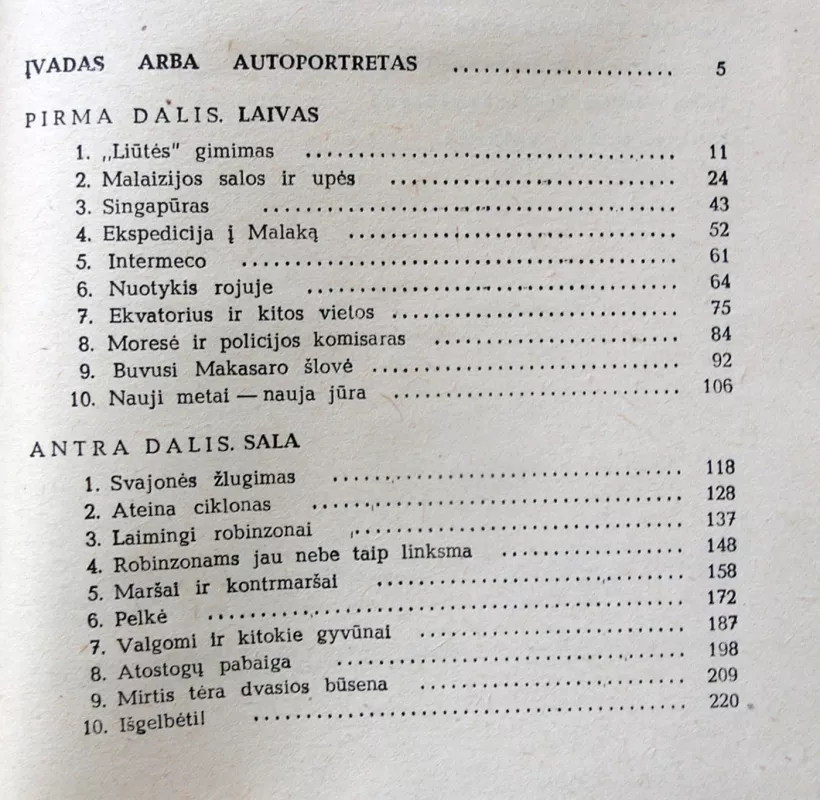 ĮVADAS ARBA AUTOPORTRETAS ..................... 5
PIRMA DALIS. LAIVAS
1. „Liūtės" gimimas ..................... 11
2. Malaizijos salos ir upės ..................... 24
3. Singapūras ..................... 43
4. Ekspedicija į Malaką ..................... 52
5. Intermeco ..................... 61
6. Nuotykis rojuje ..................... 64
7. Ekvatorius ir kitos vietos ..................... 75
8. Moresė ir policijos komisaras ..................... 84
9. Buvusi Makasaro šlovė ..................... 92
10. Nauji metai — nauja jūra ..................... 106
ANTRA DALIS. SALA
1. Svajonės žlugimas ..................... 118
2. Ateina ciklonas ..................... 128
3. Laimingi robinzonai ..................... 137
4. Robinzonams jau nebe taip linksma ..................... 148
5. Maršai ir kontrmaršai ..................... 158
6. Pelkė ..................... 172
7. Valgomi ir kitokie gyvūnai ..................... 187
8. Atostogų pabaiga ..................... 198
9. Mirtis tėra dvasios būsena ..................... 209
10. Išgelbėti! ..................... 220